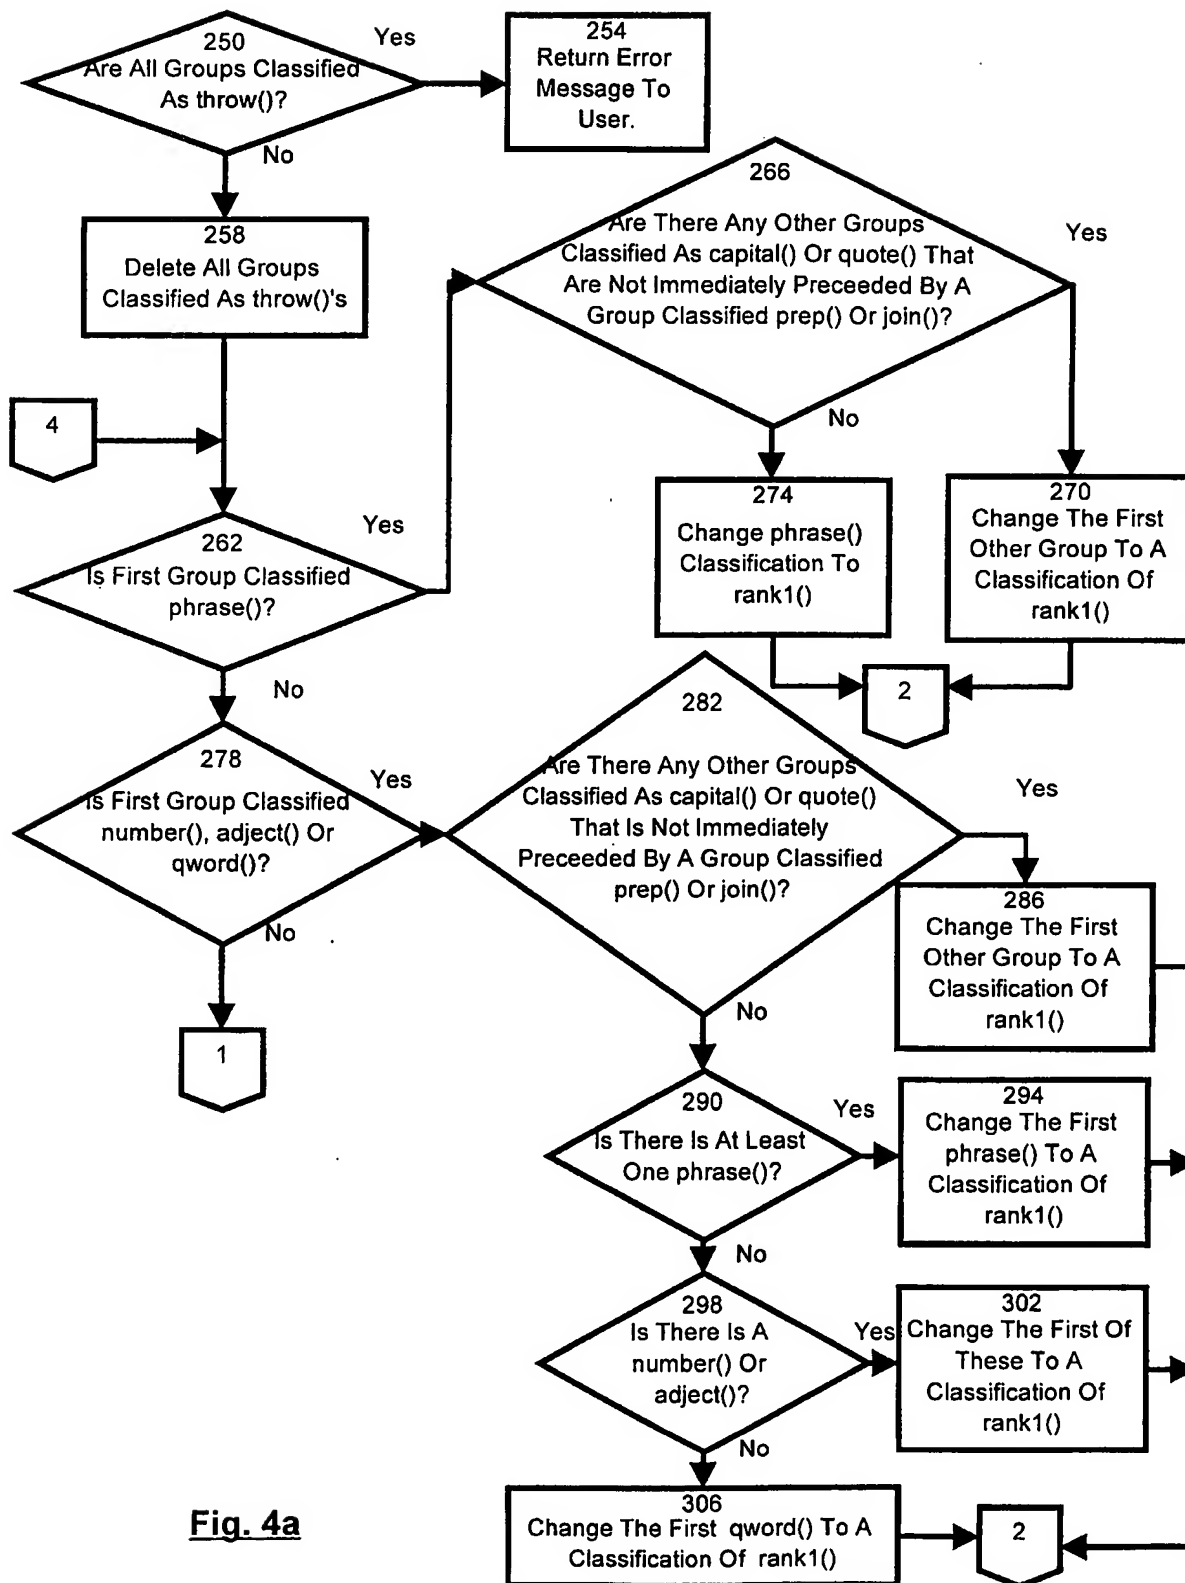 250
Are All Groups Classified
As throw()?
Yes
254
Return Error
Message To
User.
No
258
Delete All Groups
Classified As throw()'s
266
Are There Any Other Groups
Classified As capital() Or quote() That
Are Not Immediately Preceeded By A
Group Classified prep() Or join()?
Yes
No
4
262
Is First Group Classified
phrase()?
Yes
No
274
Change phrase()
Classification To
rank1()
270
Change The First
Other Group To A
Classification Of
rank1()
2
278
Is First Group Classified
number(), adject() Or
qword()?
Yes
No
1
282
Are There Any Other Groups
Classified As capital() Or quote()
That Is Not Immediately
Preceeded By A Group Classified
prep() Or join()?
Yes
No
286
Change The First
Other Group To A
Classification Of
rank1()
290
Is There Is At Least
One phrase()?
Yes
No
294
Change The First
phrase() To A
Classification Of
rank1()
298
Is There Is A
number() Or
adject()?
Yes
No
302
Change The First Of
These To A
Classification Of
rank1()
306
Change The First qword() To A
Classification Of rank1()
2
Fig. 4a